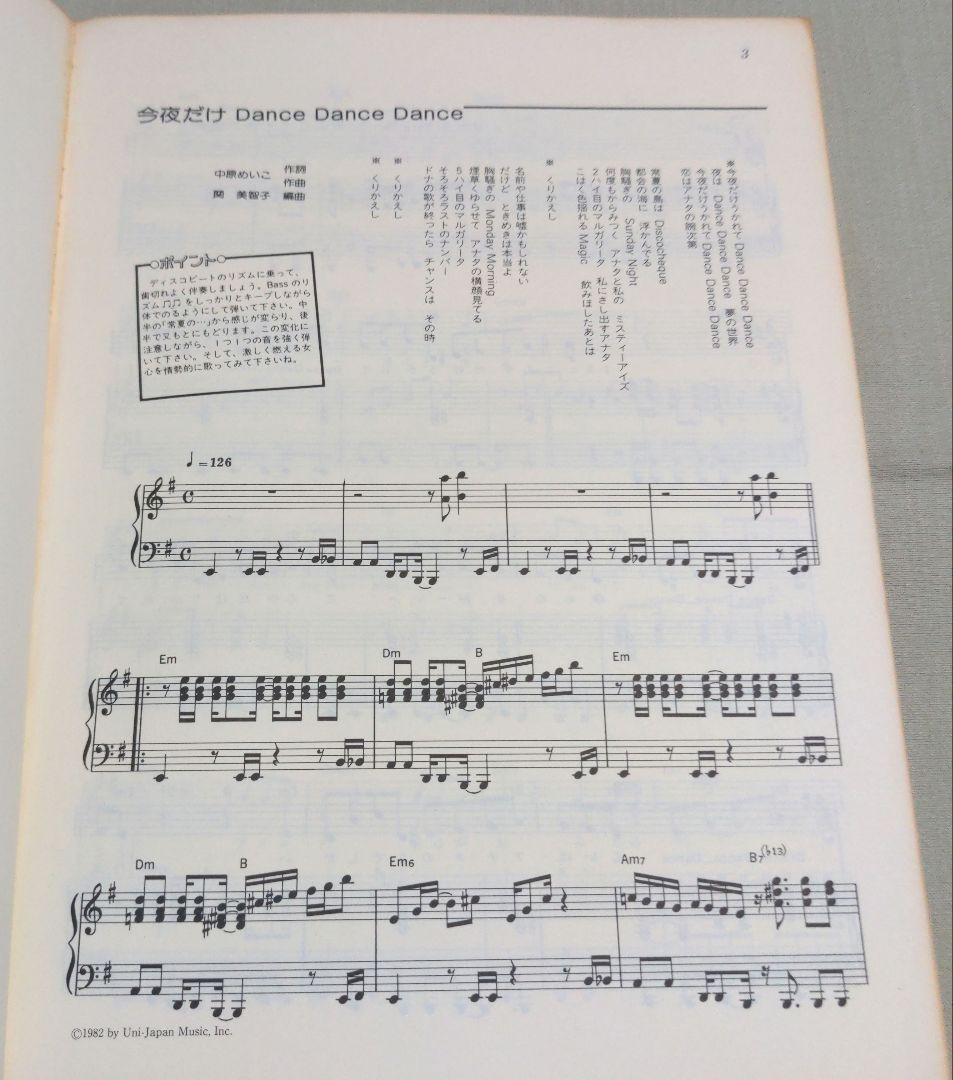 3
今夜だけ Dance Dance Dance
中原めいこ 作詞
作曲
関 美智子 編曲
※今夜だけうかれて Dance Dance Dance
夜は Dance Dance Dance 夢の世界
今夜だけうかれて Dance Dance Dance
恋はアナタの腕次第
常夏の島は Discotheque
都会の海に 浮かんでる
胸騒ぎの Sunday Night
何度もからみつく アナタと私の ミスティーアイズ
2ハイ目のマルガリータ 私にさし出すアナタ
こはく色揺れる Magic 飲みほしたあとは
※ くりかえし
名前や仕事は嘘かもしれない
だけど ときめきは本当よ
胸騒ぎの Monday Morning
煙草くゆらせて アナタの横顔見てる
5ハイ目のマルガリータ
そろそろラストのナンバー
ドナの歌が終ったら チャンスは その時
※ くりかえし
※ くりかえし
ポイント
ディスコビートのリズムに乗って、
歯切れよく伴奏しましょう。Bass のリ
ズム♫♫をしっかりとキープしながら
体でのるようにして弾いて下さい。中
半の「常夏の…」から感じが変らり、後
半で又もとにもどります。この変化に
注意しながら、1つ1つの音を強く弾
いて下さい。そして、激しく燃える女
心を情勢的に歌ってみて下さいね。
♩=126
Em Dm B Em
Dm B Em6 Am7 B7(♭13)
©1982 by Uni-Japan Music, Inc.